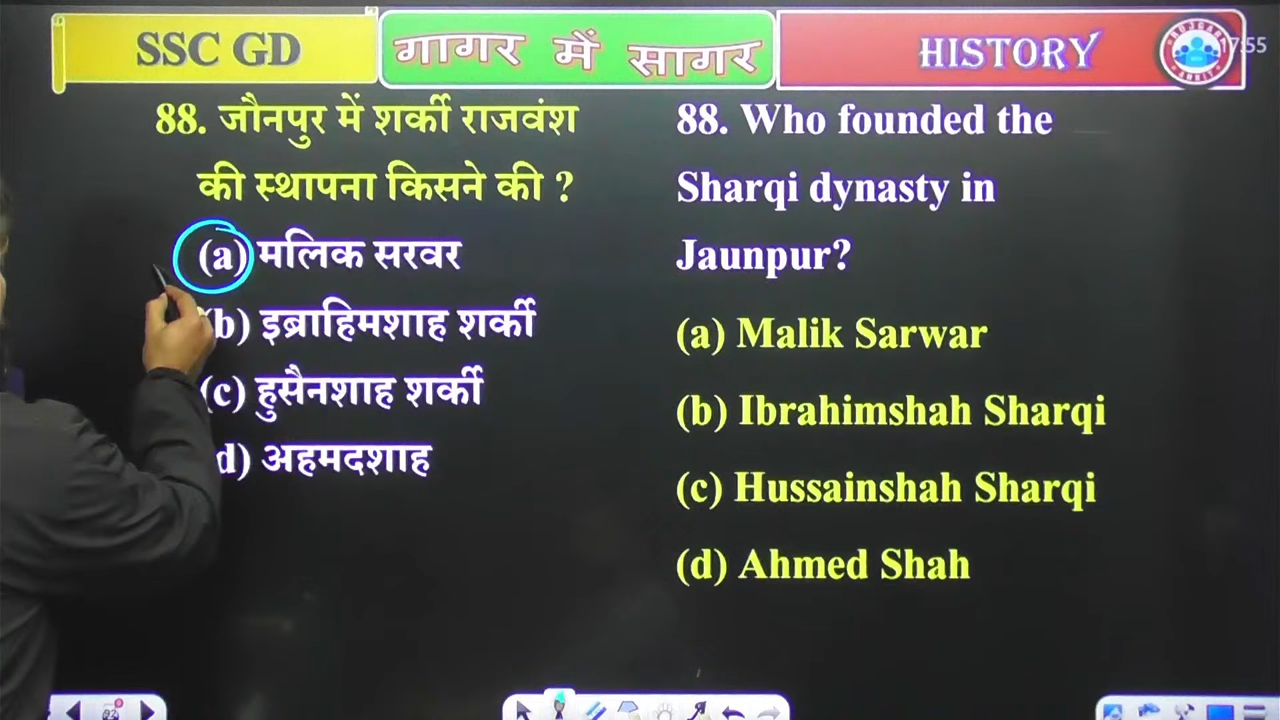 SSC GD
गागर में सागर
HISTORY
88. जौनपुर में शर्की राजवंश
की स्थापना किसने की ?
(a) मलिक सरवर
(b) इब्राहिमशाह शर्की
(c) हुसैनशाह शर्की
d) अहमदशाह
88. Who founded the
Sharqi dynasty in
Jaunpur?
(a) Malik Sarwar
(b) Ibrahimshah Sharqi
(c) Hussainshah Sharqi
(d) Ahmed Shah